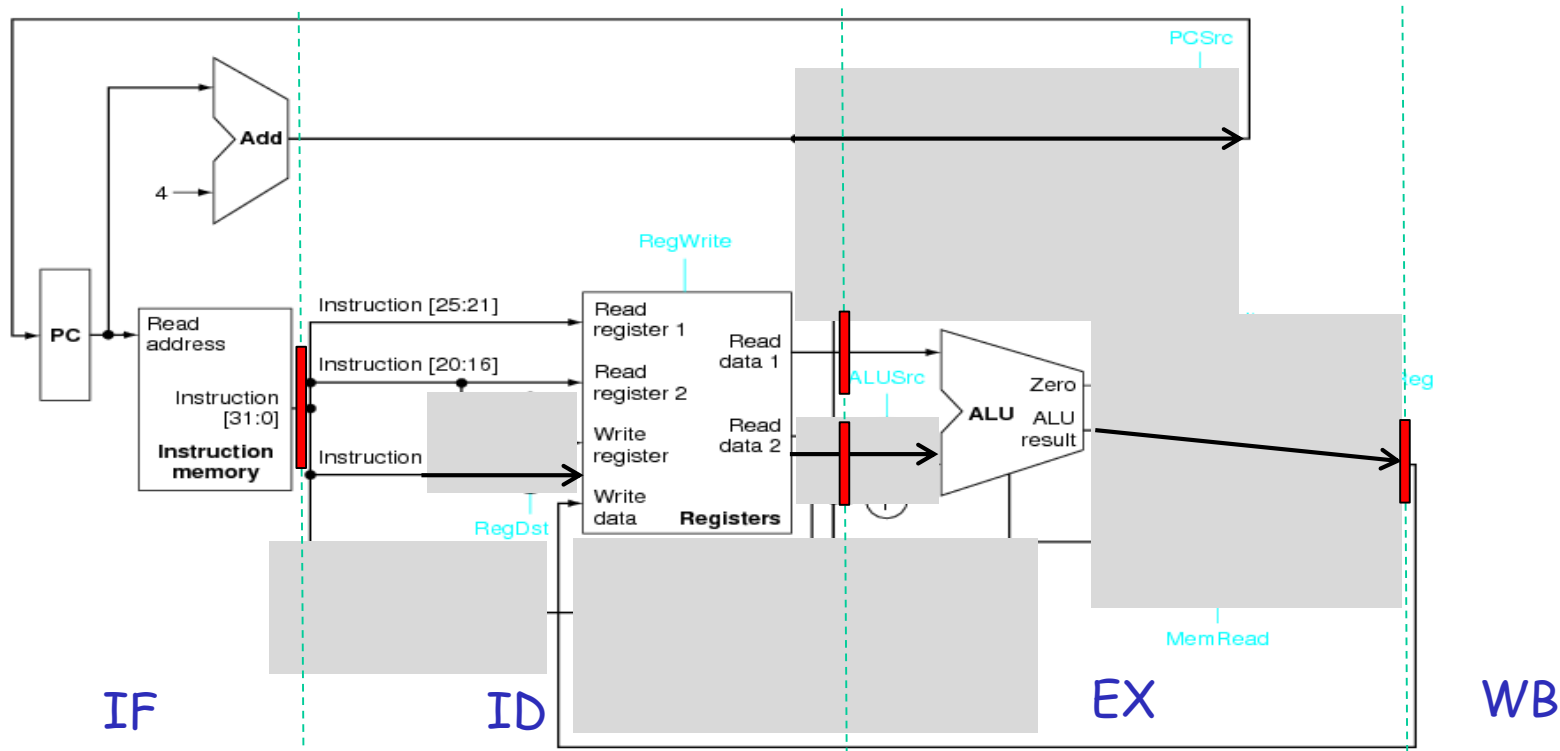 PCSrc
Add
4
RegWrite
PC
Read
address
Instruction
[31:0]
Instruction
memory
Instruction [25:21]
Instruction [20:16]
Instruction
RegDst
Read
register 1
Read
register 2
Write
register
Write
data
Read
data 1
Read
data 2
Registers
ALUSrc
ALU
Zero
ALU
result
eg
MemRead
IF
ID
EX
WB